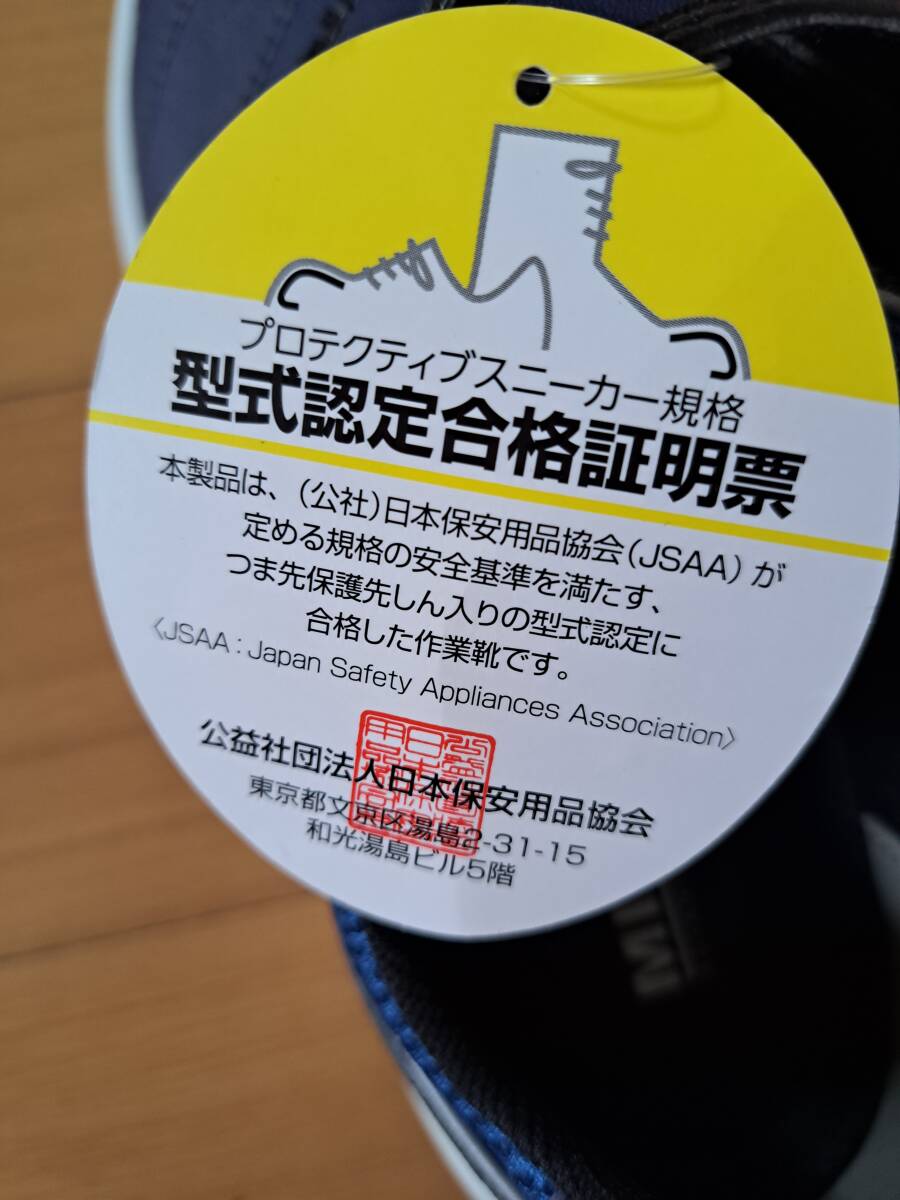 プロテクティブスニーカー規格
型式認定合格証明票
本製品は、(公社)日本保安用品協会(JSAA)が
定める規格の安全基準を満たす、
つま先保護先しん入りの型式認定に
合格した作業靴です。
〈JSAA：Japan Safety Appliances Association〉
公益社団法人日本保安用品協会
東京都文京区湯島2-31-15
和光湯島ビル5階